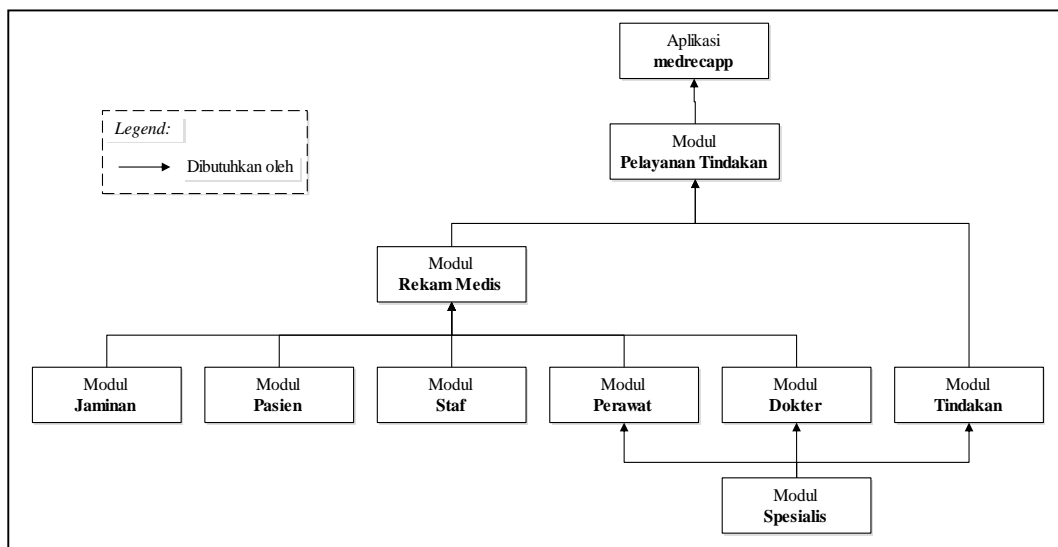 Aplikasi
medrecapp
Legend:
Dibutuhkan oleh
Modul
Pelayanan Tindakan
Modul
Rekam Medis
Modul
Jaminan
Modul
Pasien
Modul
Staf
Modul
Perawat
Modul
Dokter
Modul
Tindakan
Modul
Spesialis